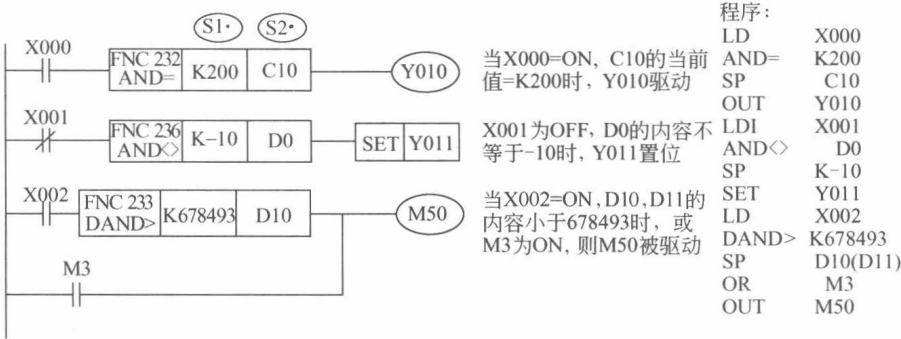 S1· S2·
X000
FNC 232
AND=
K200
C10
Y010
当X000=ON, C10的当前
值=K200时, Y010驱动
X001
FNC 236
AND<>
K-10
D0
SET Y011
X001为OFF, D0的内容不
等于-10时, Y011置位
X002
FNC 233
DAND>
K678493
D10
M50
当X002=ON,D10,D11的
内容小于678493时, 或
M3为ON, 则M50被驱动
M3
程序:
LD X000
AND= K200
SP C10
OUT Y010
LDI X001
AND<> D0
SP K-10
SET Y011
LD X002
DAND> K678493
SP D10(D11)
OR M3
OUT M50